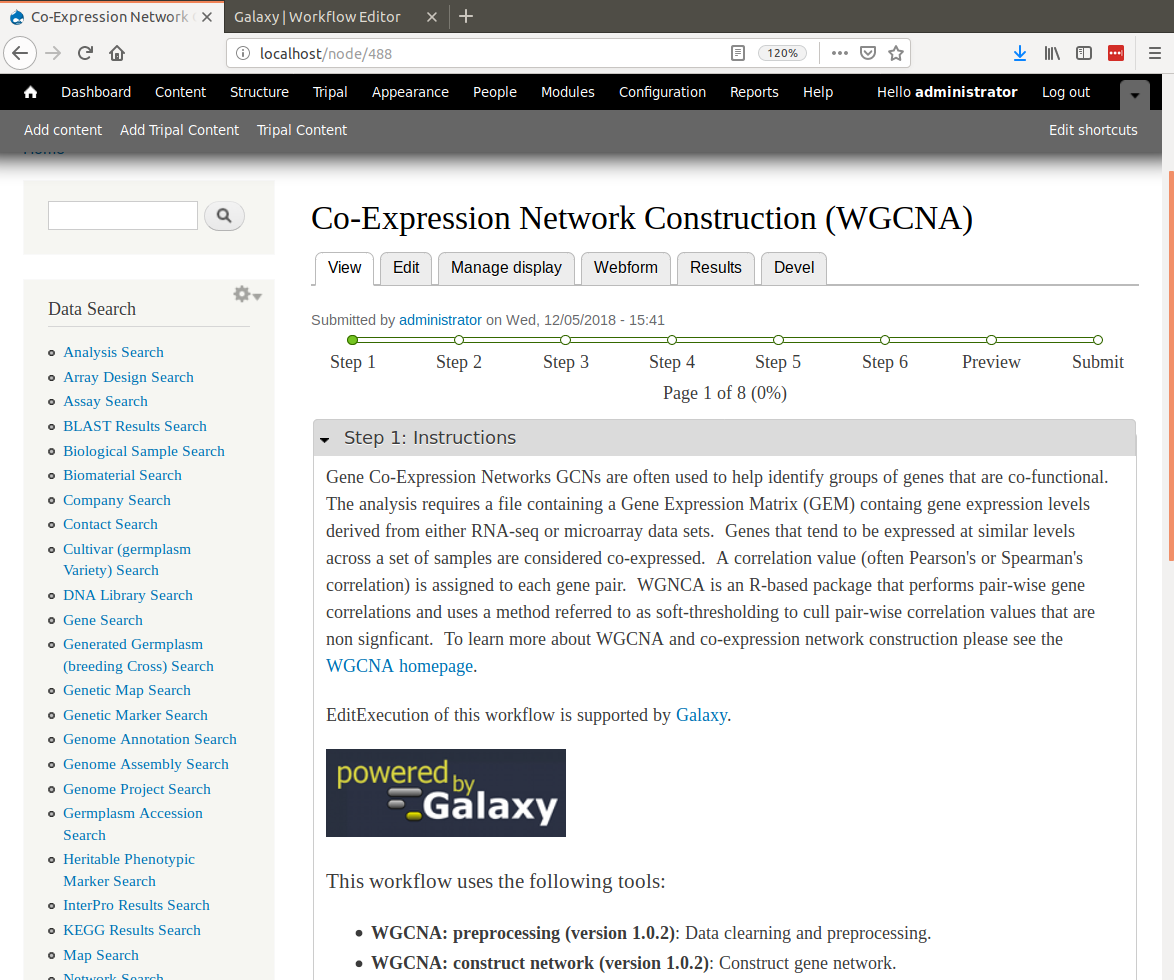 Co-Expression Network
Galaxy | Workflow Editor
localhost/node/488
120%
Dashboard Content Structure Tripal Appearance People Modules Configuration Reports Help Hello administrator Log out
Add content Add Tripal Content Tripal Content Edit shortcuts
Home
Data Search
Analysis Search
Array Design Search
Assay Search
BLAST Results Search
Biological Sample Search
Biomaterial Search
Company Search
Contact Search
Cultivar (germplasm
Variety) Search
DNA Library Search
Gene Search
Generated Germplasm
(breeding Cross) Search
Genetic Map Search
Genetic Marker Search
Genome Annotation Search
Genome Assembly Search
Genome Project Search
Germplasm Accession
Search
Heritable Phenotypic
Marker Search
InterPro Results Search
KEGG Results Search
Map Search
Network Search
Co-Expression Network Construction (WGCNA)
View Edit Manage display Webform Results Devel
Submitted by administrator on Wed, 12/05/2018 - 15:41
Step 1 Step 2 Step 3 Step 4 Step 5 Step 6 Preview Submit
Page 1 of 8 (0%)
Step 1: Instructions
Gene Co-Expression Networks GCNs are often used to help identify groups of genes that are co-functional.
The analysis requires a file containing a Gene Expression Matrix (GEM) containg gene expression levels
derived from either RNA-seq or microarray data sets.  Genes that tend to be expressed at similar levels
across a set of samples are considered co-expressed.  A correlation value (often Pearson's or Spearman's
correlation) is assigned to each gene pair.  WGNCA is an R-based package that performs pair-wise gene
correlations and uses a method referred to as soft-thresholding to cull pair-wise correlation values that are
non signficant.  To learn more about WGCNA and co-expression network construction please see the
WGCNA homepage.
EditExecution of this workflow is supported by Galaxy.
powered by
Galaxy
This workflow uses the following tools:
WGCNA: preprocessing (version 1.0.2): Data clearning and preprocessing.
WGCNA: construct network (version 1.0.2): Construct gene network.